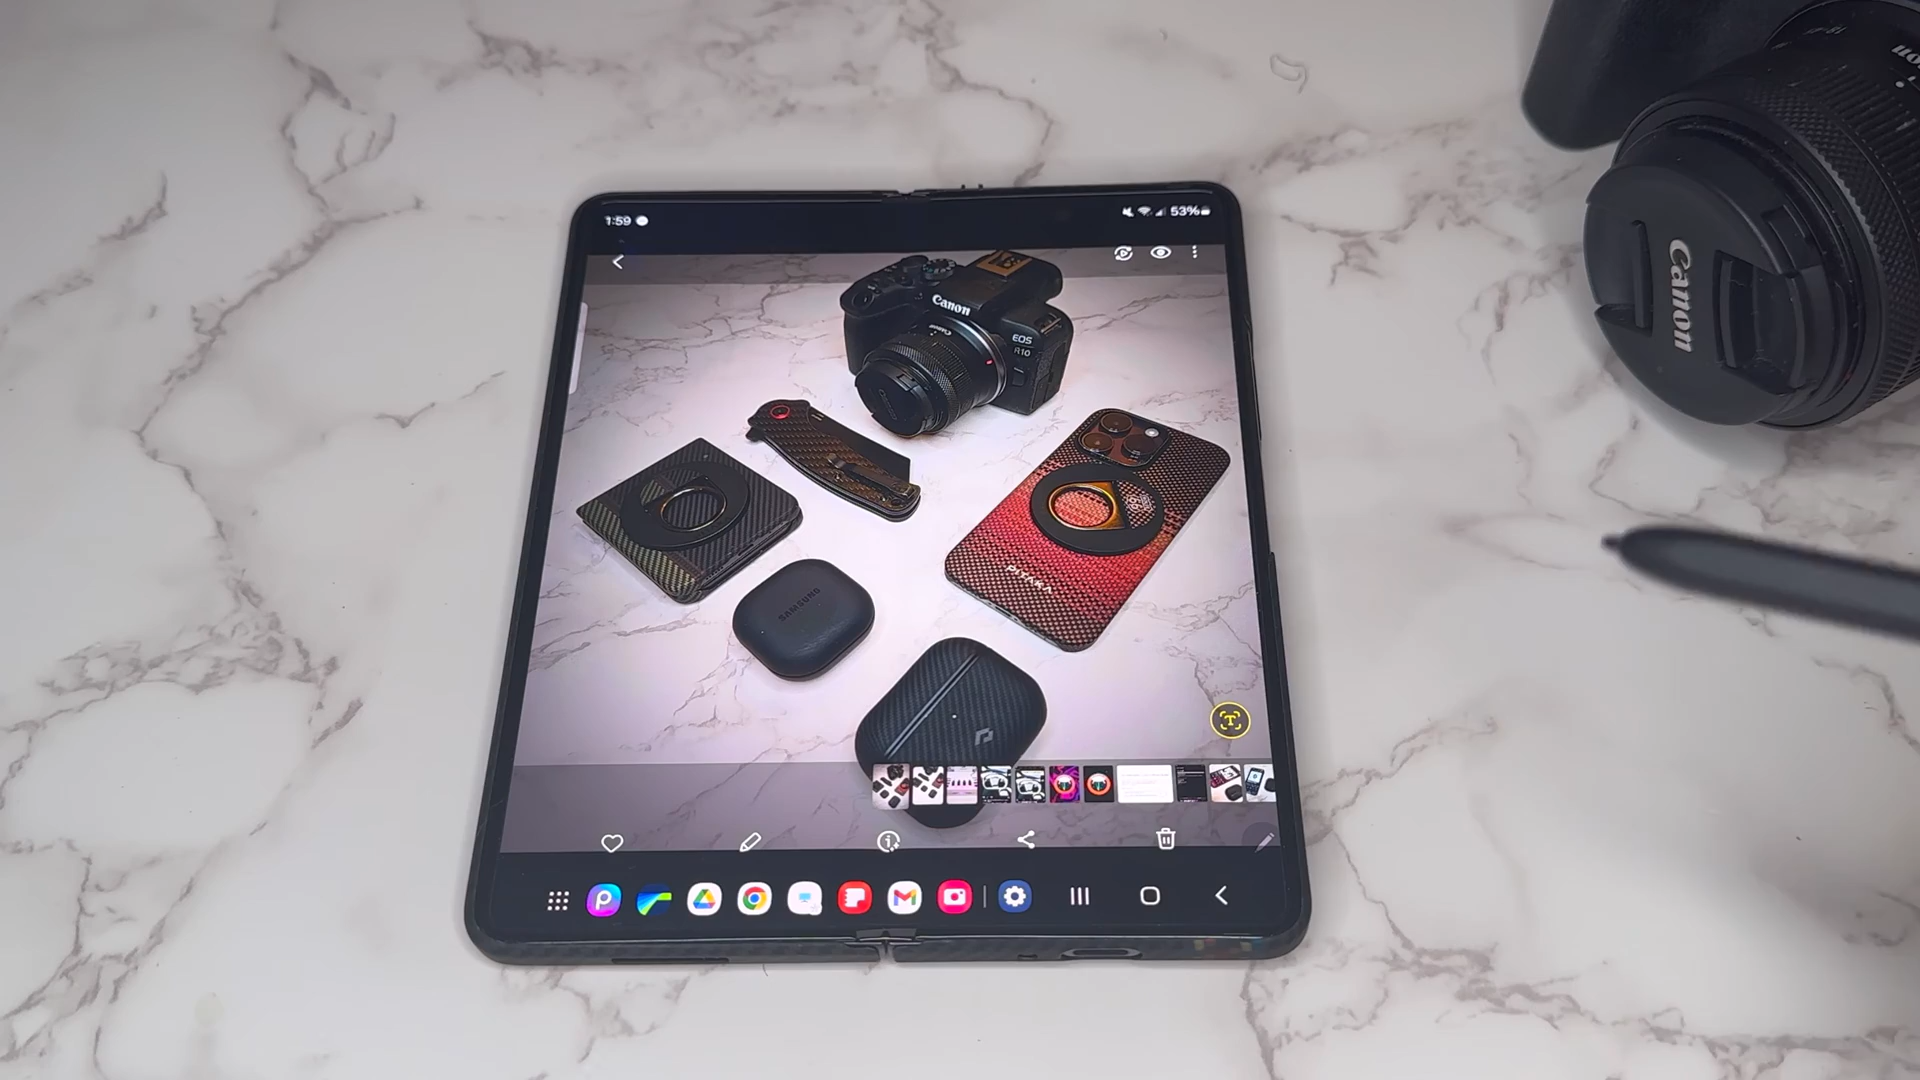 1:59
53%
Canon
Canon
EOS
R10
PITAKA
SAMSUNG
T
Canon